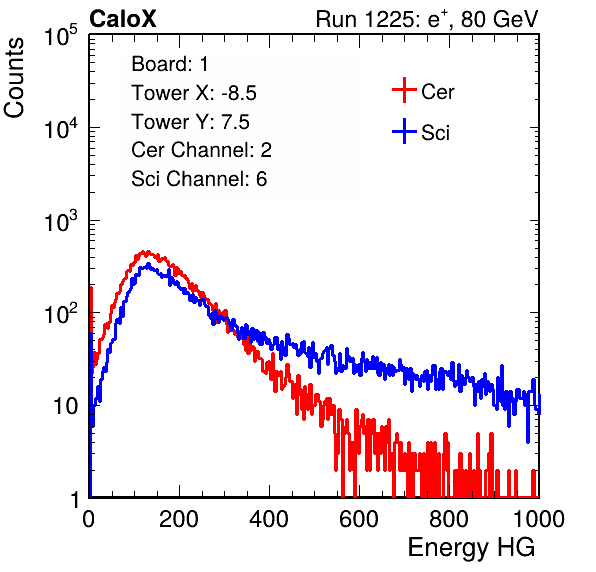 CaloX Run 1225: e⁺, 80 GeV
Counts
Board: 1
Tower X: -8.5
Tower Y: 7.5
Cer Channel: 2
Sci Channel: 6
Cer
Sci
10⁵
10⁴
10³
10²
10
1
0 200 400 600 800 1000
Energy HG